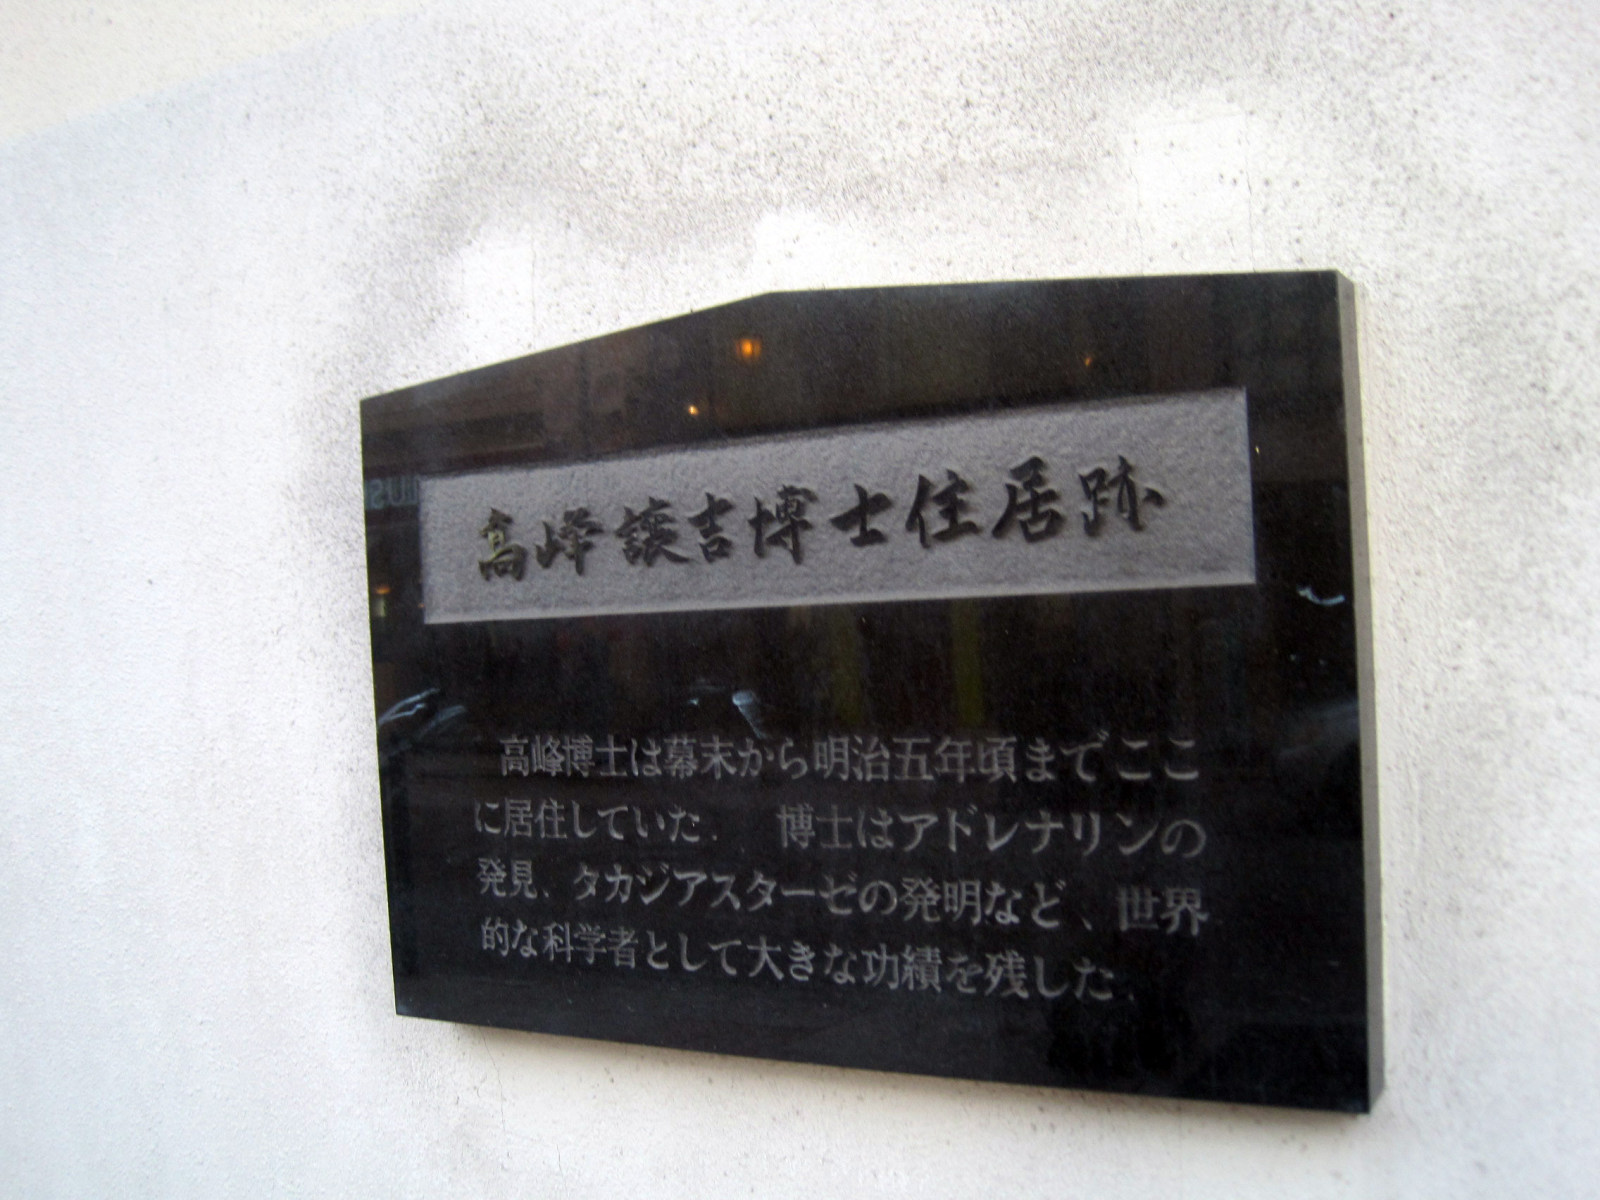 高峰譲吉博士住居跡
高峰博士は幕末から明治五年頃までここ
に居住していた．　博士はアドレナリンの
発見、タカジアスターゼの発明など、世界
的な科学者として大きな功績を残した．